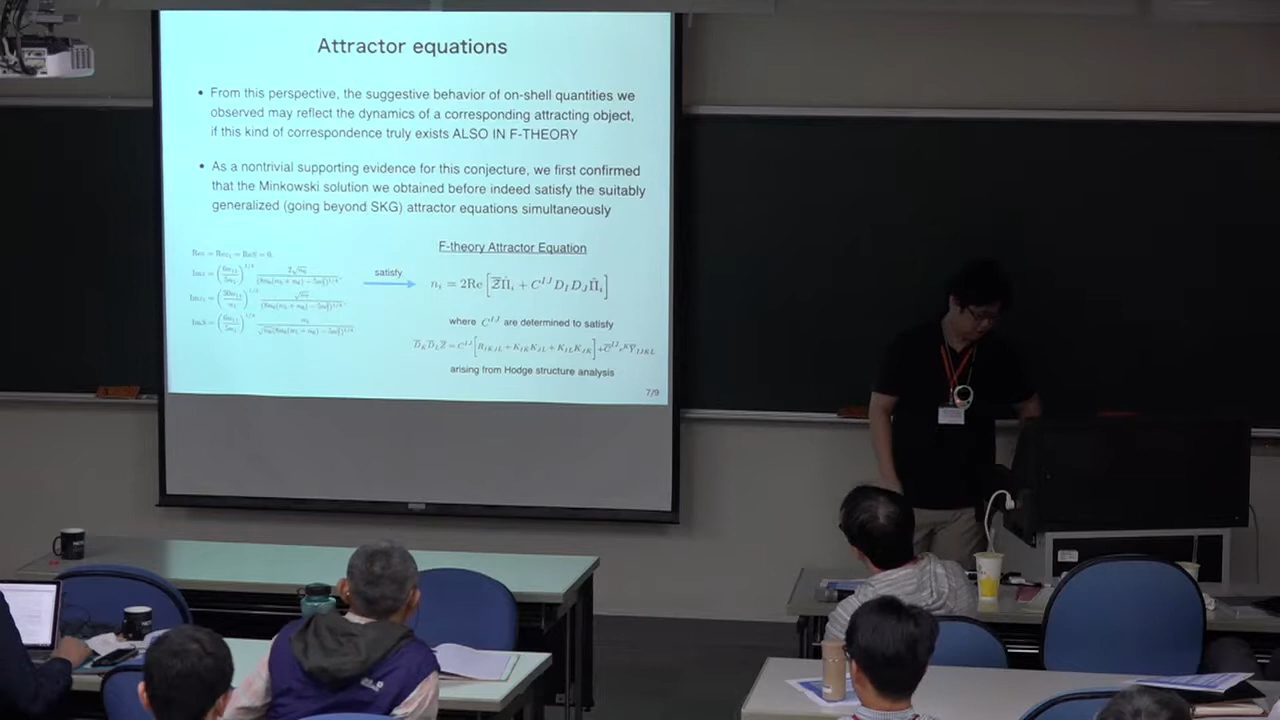 Attractor equations
• From this perspective, the suggestive behavior of on-shell quantities we
observed may reflect the dynamics of a corresponding attracting object,
if this kind of correspondence truly exists ALSO IN F-THEORY
• As a nontrivial supporting evidence for this conjecture, we first confirmed
that the Minkowski solution we obtained before indeed satisfy the suitably
generalized (going beyond SKG) attractor equations simultaneously
satisfy
F-theory Attractor Equation
where C^{IJ} are determined to satisfy
arising from Hodge structure analysis
7/9